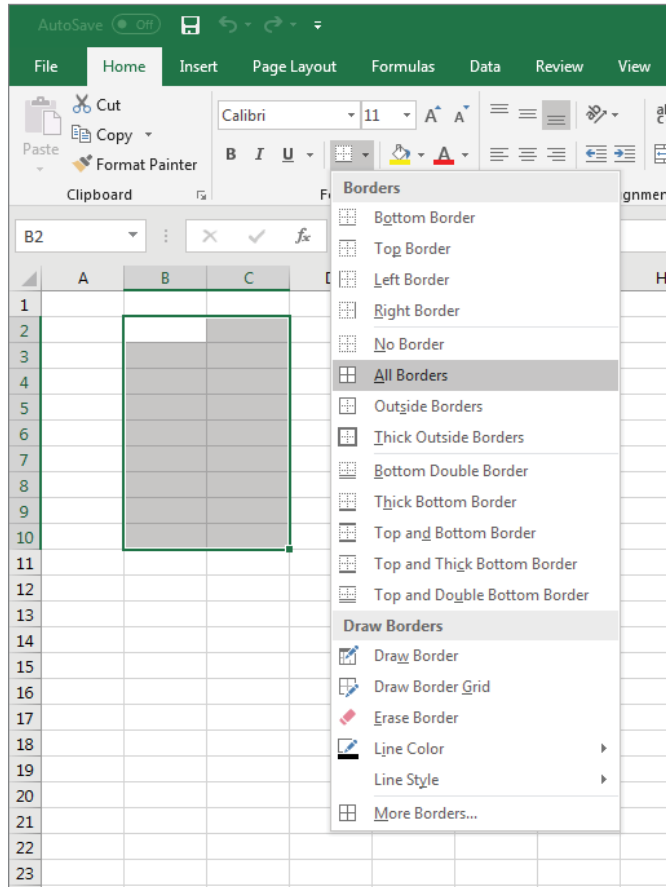 AutoSave Off
File Home Insert Page Layout Formulas Data Review View
Cut
Copy
Paste
Format Painter
Calibri 11 A A
B I U A
Clipboard
B2 fx
Borders
Bottom Border
Top Border
Left Border
Right Border
No Border
All Borders
Outside Borders
Thick Outside Borders
Bottom Double Border
Thick Bottom Border
Top and Bottom Border
Top and Thick Bottom Border
Top and Double Bottom Border
Draw Borders
Draw Border
Draw Border Grid
Erase Border
Line Color
Line Style
More Borders...
A B C H
1
2
3
4
5
6
7
8
9
10
11
12
13
14
15
16
17
18
19
20
21
22
23